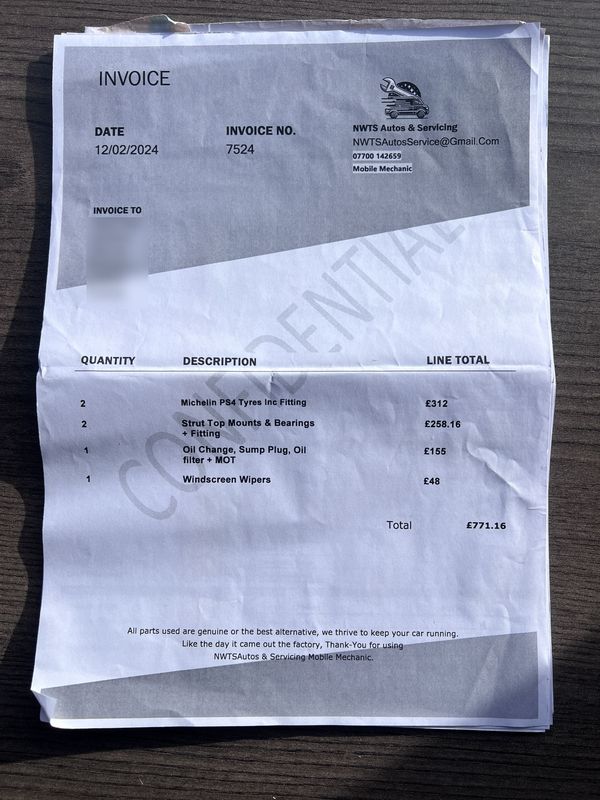 INVOICE
DATE
12/02/2024
INVOICE NO.
7524
NWTS Autos & Servicing
NWTSAutosService@Gmail.Com
07700 142659
Mobile Mechanic
INVOICE TO
CONFIDENTIAL
QUANTITY DESCRIPTION LINE TOTAL
2 Michelin PS4 Tyres Inc Fitting £312
2 Strut Top Mounts & Bearings £258.16
+ Fitting
1 Oil Change, Sump Plug, Oil £155
filter + MOT
1 Windscreen Wipers £48
Total £771.16
All parts used are genuine or the best alternative, we thrive to keep your car running.
Like the day it came out the factory, Thank-You for using
NWTSAutos & Servicing Mobile Mechanic.